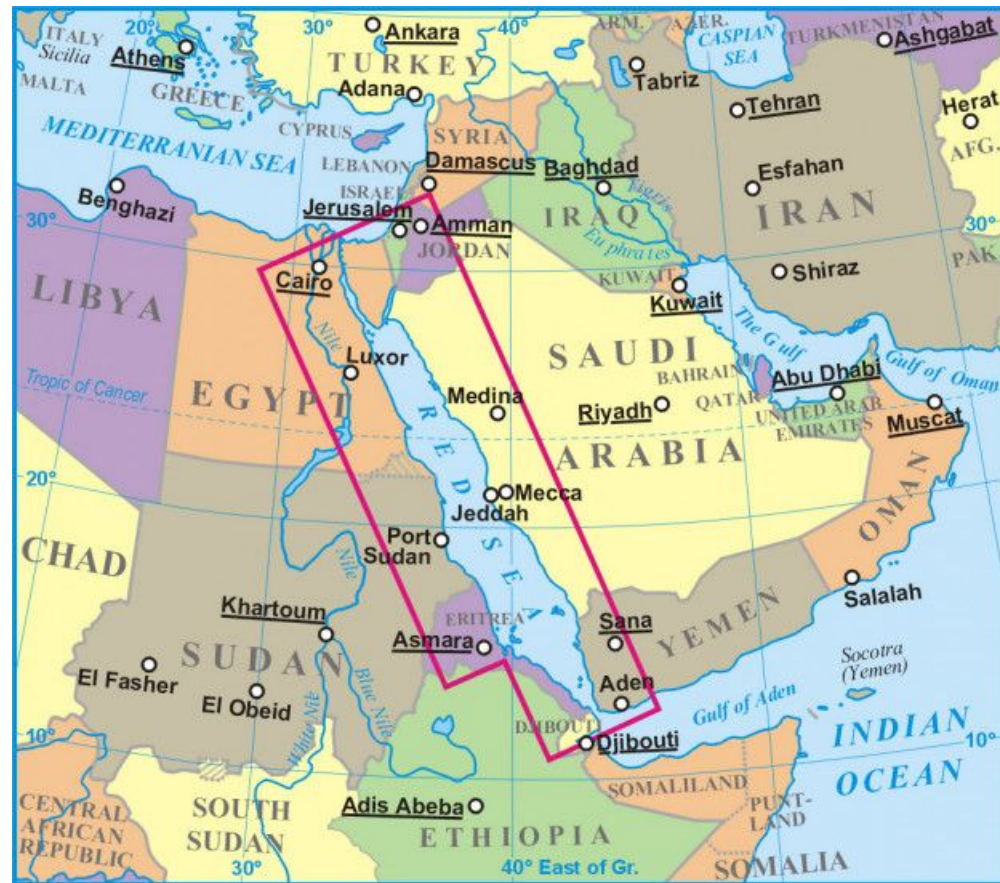 20°
30°
40°
ITALY
Sicilia
Athens
Ankara
TURKEY
ARM.
AZER.
CASPIAN
SEA
TURKMENISTAN
Ashgabat
MALTA
GREECE
Adana
Tabriz
Tehran
Herat
AFG.
MEDITERRANIAN SEA
CYPRUS
SYRIA
LEBANON
Damascus
Baghdad
Esfahan
ISRAEL
Tigris
Benghazi
Jerusalem
Amman
IRAQ
IRAN
30°
JORDAN
Euphrates
30°
Cairo
KUWAIT
Shiraz
PAK
LIBYA
Kuwait
Nile
The Gulf
Luxor
SAUDI
Gulf of Oman
BAHRAIN
Abu Dhabi
Tropic of Cancer
EGYPT
Medina
Riyadh
QATAR
UNITED ARAB
EMIRATES
Muscat
RED SEA
ARABIA
20°
Mecca
Jeddah
OMAN
CHAD
Port
Sudan
20°
Nile
Salalah
Khartoum
ERITREA
Sana
YEMEN
Asmara
SUDAN
Socotra
(Yemen)
El Fasher
Aden
El Obeid
Blue Nile
Gulf of Aden
White Nile
DJIBOUTI
Djibouti
INDIAN
OCEAN
10°
10°
SOMALILAND
CENTRAL
AFRICAN
REPUBLIC
SOUTH
SUDAN
Adis Abeba
PUNT-
LAND
ETHIOPIA
SOMALIA
30°
40° East of Gr.